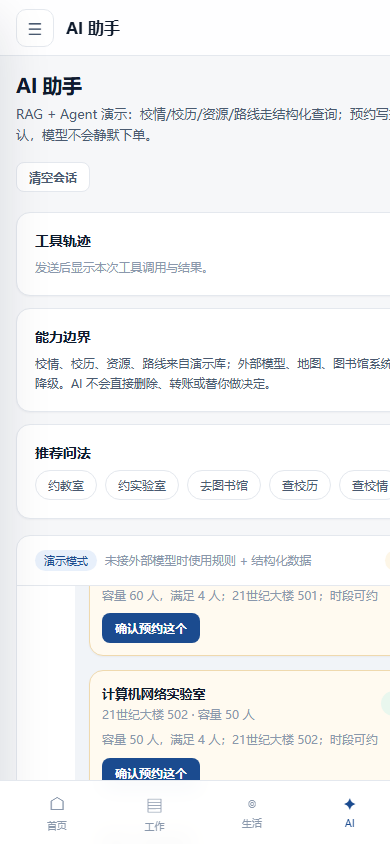 ☰ AI 助手
AI 助手
RAG + Agent 演示：校情/校历/资源/路线走结构化查询；预约写
认，模型不会静默下单。
清空会话
工具轨迹
发送后显示本次工具调用与结果。
能力边界
校情、校历、资源、路线来自演示库；外部模型、地图、图书馆系统
降级。AI 不会直接删除、转账或替你做决定。
推荐问法
约教室 约实验室 去图书馆 查校历 查校情
演示模式 未接外部模型时使用规则 + 结构化数据
容量 60 人，满足 4 人；21世纪大楼 501；时段可约
确认预约这个
计算机网络实验室
21世纪大楼 502 · 容量 50 人
容量 50 人，满足 4 人；21世纪大楼 502；时段可约
确认预约这个
首页 工作 生活 AI